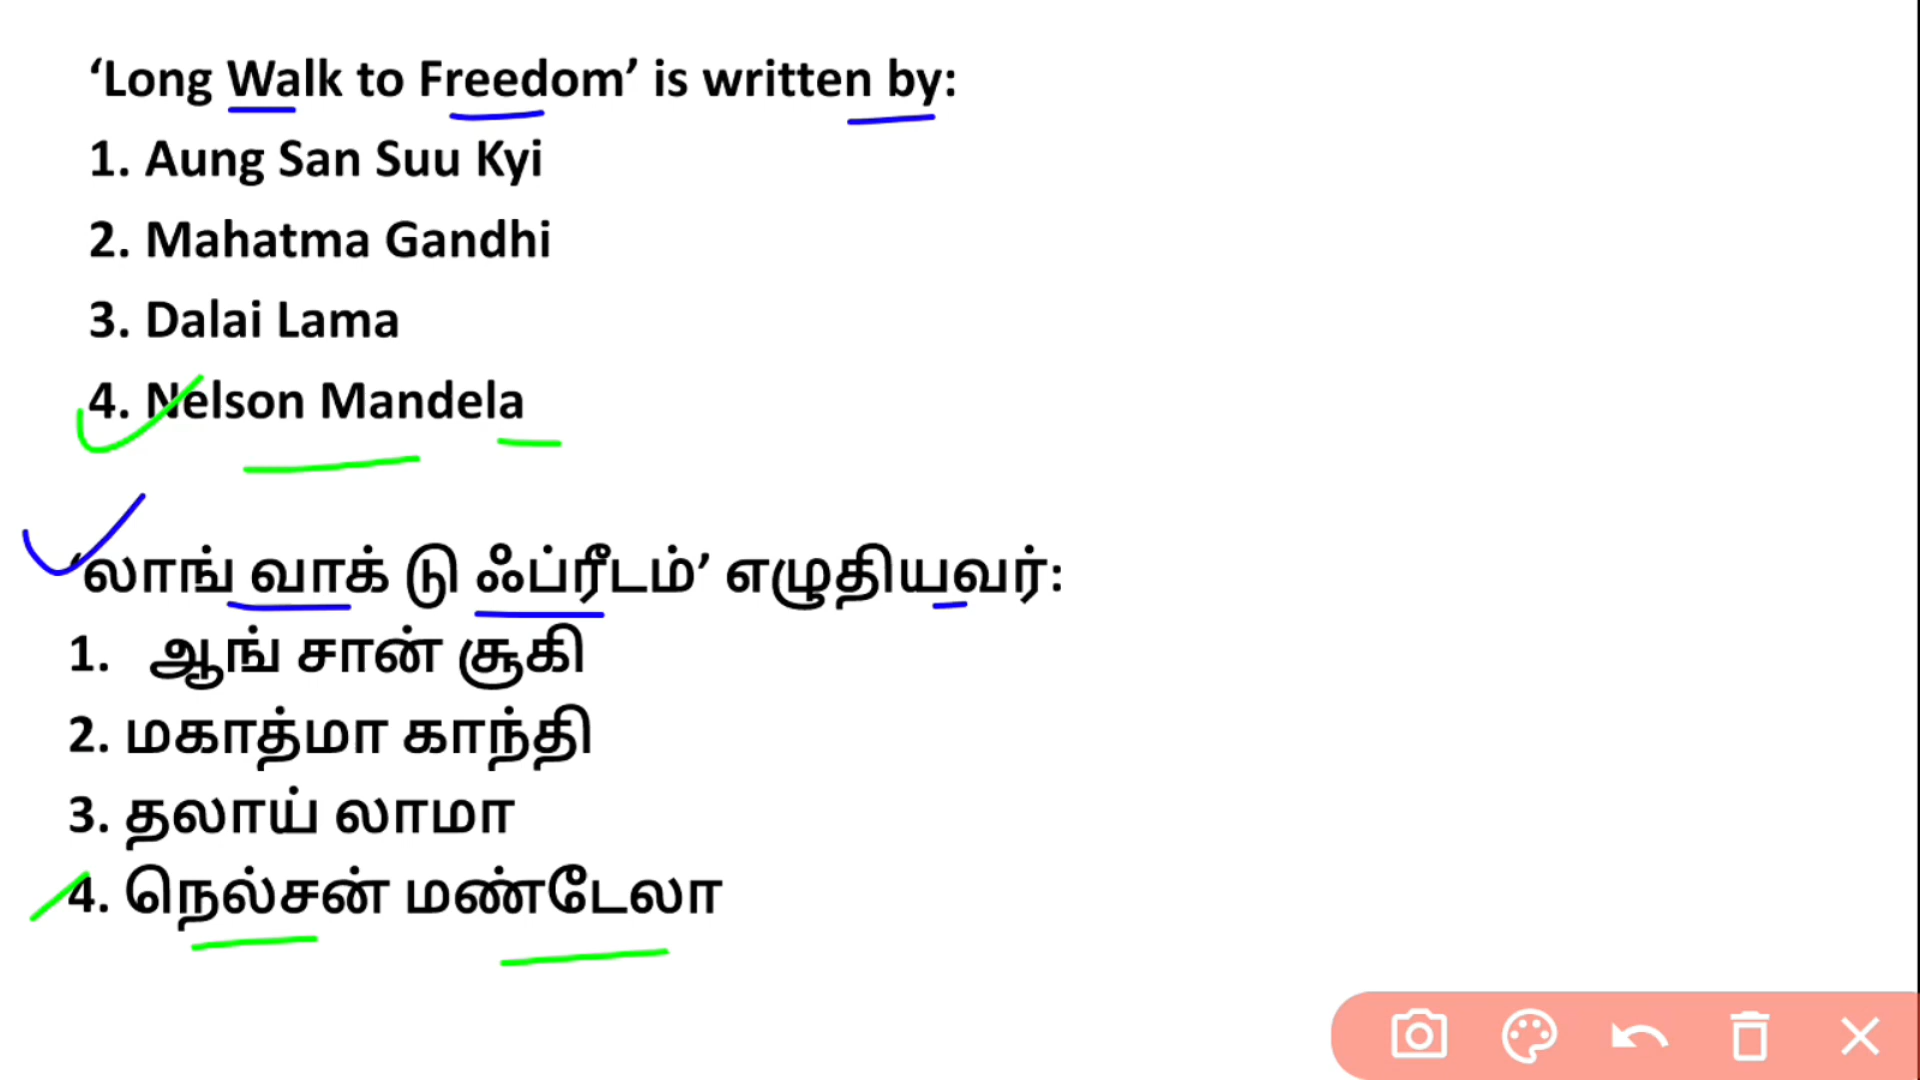 ‘Long Walk to Freedom’ is written by:
1. Aung San Suu Kyi
2. Mahatma Gandhi
3. Dalai Lama
4. Nelson Mandela
‘லாங் வாக் டு ஃப்ரீடம்’ எழுதியவர்:
1. ஆங் சான் சூகி
2. மகாத்மா காந்தி
3. தலாய் லாமா
4. நெல்சன் மண்டேலா